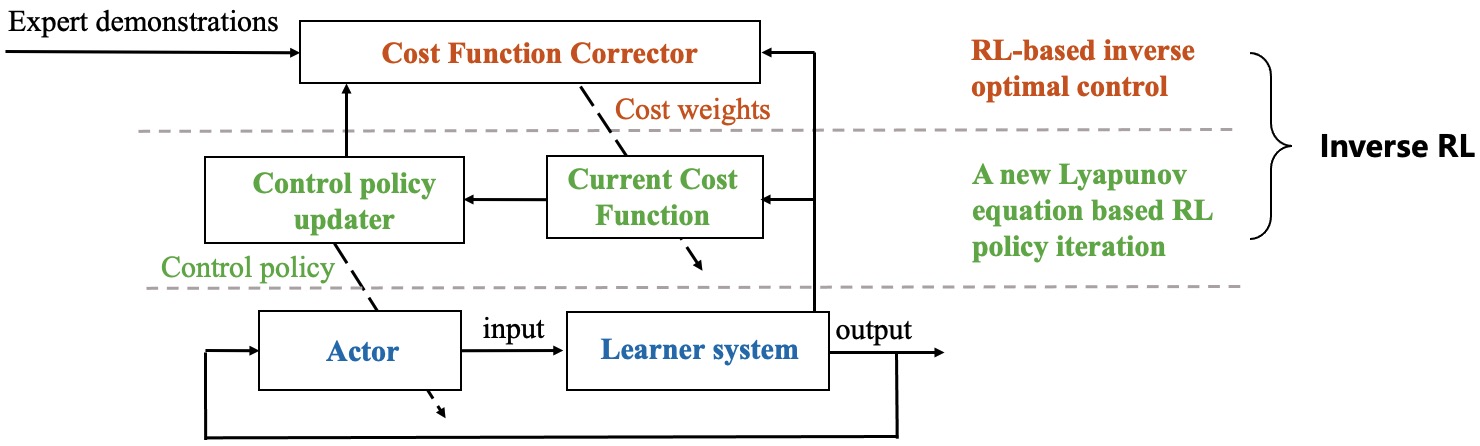 Expert demonstrations
Cost Function Corrector
RL-based inverse
optimal control
Cost weights
Inverse RL
Control policy
updater
Current Cost
Function
A new Lyapunov
equation based RL
policy iteration
Control policy
Actor
input
Learner system
output